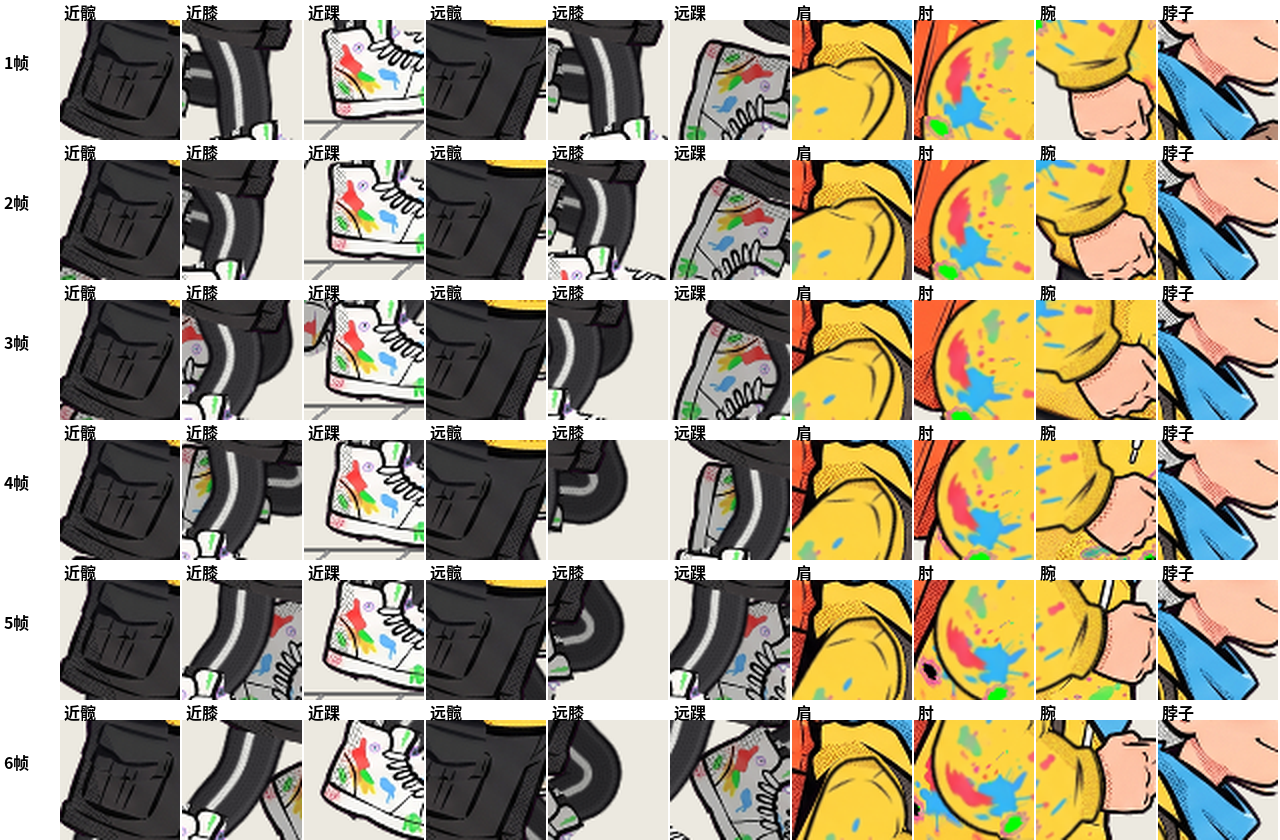 近髋 近膝 近踝 远髋 远膝 远踝 肩 肘 腕 脖子
1帧
近髋 近膝 近踝 远髋 远膝 远踝 肩 肘 腕 脖子
2帧
近髋 近膝 近踝 远髋 远膝 远踝 肩 肘 腕 脖子
3帧
近髋 近膝 近踝 远髋 远膝 远踝 肩 肘 腕 脖子
4帧
近髋 近膝 近踝 远髋 远膝 远踝 肩 肘 腕 脖子
5帧
近髋 近膝 近踝 远髋 远膝 远踝 肩 肘 腕 脖子
6帧